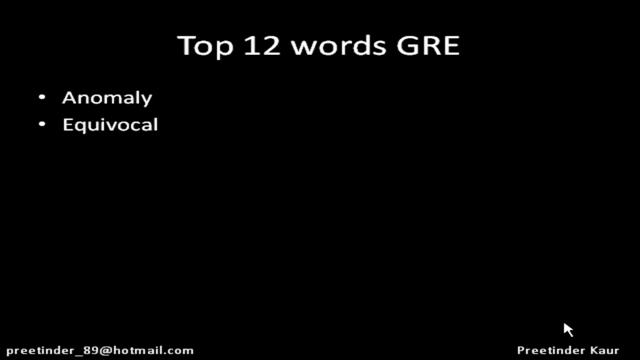 Top 12 words GRE
• Anomaly
• Equivocal
preetinder_89@hotmail.com
Preetinder Kaur